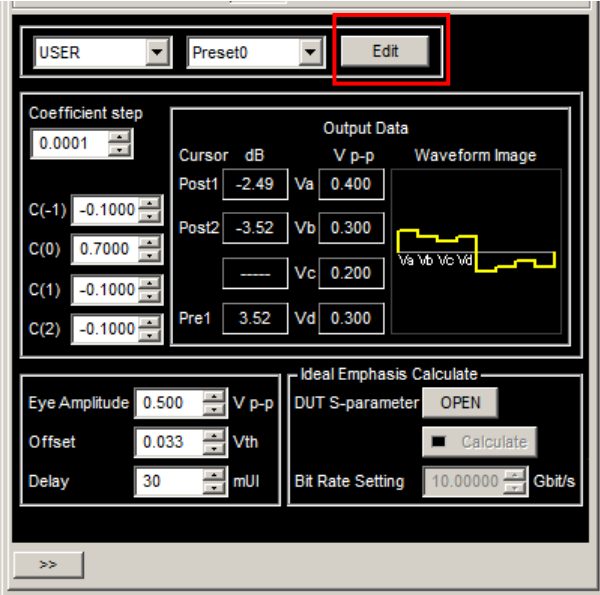 USER Preset0 Edit
Coefficient step
0.0001
Output Data
Cursor dB V p-p Waveform Image
Post1 -2.49 Va 0.400
C(-1) -0.1000
Post2 -3.52 Vb 0.300
Va Vb Vc Vd
C(0) 0.7000
----- Vc 0.200
C(1) -0.1000
Pre1 3.52 Vd 0.300
C(2) -0.1000
Ideal Emphasis Calculate
Eye Amplitude 0.500 V p-p DUT S-parameter OPEN
Offset 0.033 Vth Calculate
Delay 30 mUI Bit Rate Setting 10.00000 Gbit/s
>>